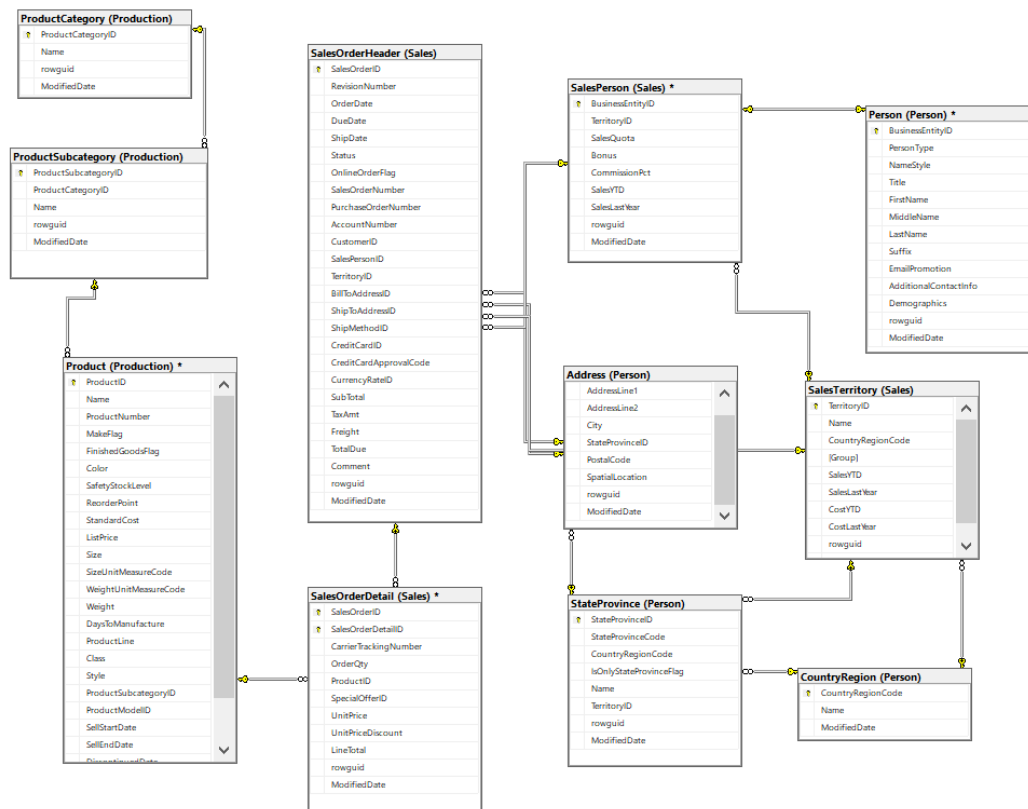 ProductCategory (Production)
ProductCategoryID
Name
rowguid
ModifiedDate
ProductSubcategory (Production)
ProductSubcategoryID
ProductCategoryID
Name
rowguid
ModifiedDate
Product (Production) *
ProductID
Name
ProductNumber
MakeFlag
FinishedGoodsFlag
Color
SafetyStockLevel
ReorderPoint
StandardCost
ListPrice
Size
SizeUnitMeasureCode
WeightUnitMeasureCode
Weight
DaysToManufacture
ProductLine
Class
Style
ProductSubcategoryID
ProductModelID
SellStartDate
SellEndDate
DiscontinuedDate
SalesOrderHeader (Sales)
SalesOrderID
RevisionNumber
OrderDate
DueDate
ShipDate
Status
OnlineOrderFlag
SalesOrderNumber
PurchaseOrderNumber
AccountNumber
CustomerID
SalesPersonID
TerritoryID
BillToAddressID
ShipToAddressID
ShipMethodID
CreditCardID
CreditCardApprovalCode
CurrencyRateID
SubTotal
TaxAmt
Freight
TotalDue
Comment
rowguid
ModifiedDate
SalesOrderDetail (Sales) *
SalesOrderID
SalesOrderDetailID
CarrierTrackingNumber
OrderQty
ProductID
SpecialOfferID
UnitPrice
UnitPriceDiscount
LineTotal
rowguid
ModifiedDate
SalesPerson (Sales) *
BusinessEntityID
TerritoryID
SalesQuota
Bonus
CommissionPct
SalesYTD
SalesLastYear
rowguid
ModifiedDate
Address (Person)
AddressLine1
AddressLine2
City
StateProvinceID
PostalCode
SpatialLocation
rowguid
ModifiedDate
StateProvince (Person)
StateProvinceID
StateProvinceCode
CountryRegionCode
IsOnlyStateProvinceFlag
Name
TerritoryID
rowguid
ModifiedDate
Person (Person) *
BusinessEntityID
PersonType
NameStyle
Title
FirstName
MiddleName
LastName
Suffix
EmailPromotion
AdditionalContactInfo
Demographics
rowguid
ModifiedDate
SalesTerritory (Sales)
TerritoryID
Name
CountryRegionCode
[Group]
SalesYTD
SalesLastYear
CostYTD
CostLastYear
rowguid
CountryRegion (Person)
CountryRegionCode
Name
ModifiedDate